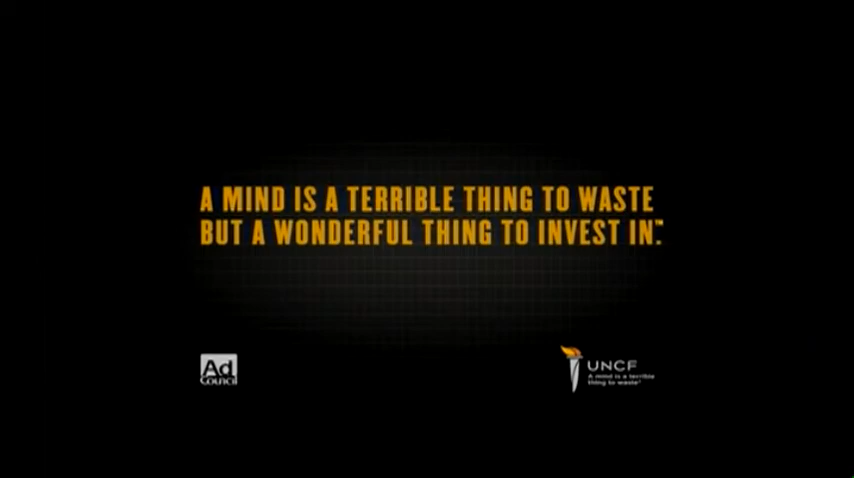 A MIND IS A TERRIBLE THING TO WASTE
BUT A WONDERFUL THING TO INVEST IN.™
Ad
Council
UNCF
A mind is a terrible
thing to waste®